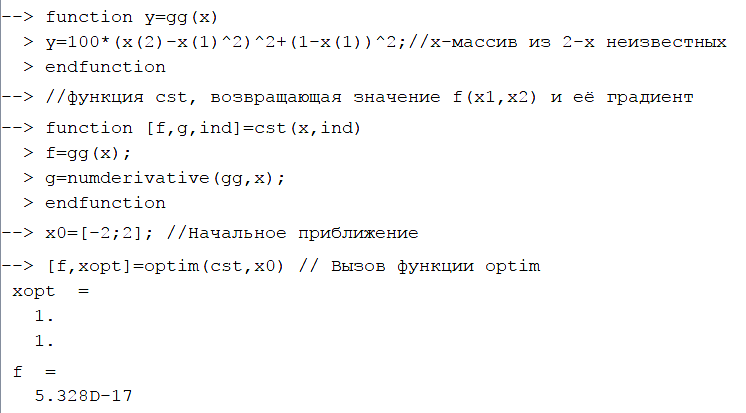 --> function y=gg(x)
> y=100*(x(2)-x(1)^2)^2+(1-x(1))^2;//x-массив из 2-х неизвестных
> endfunction
--> //функция cst, возвращающая значение f(x1,x2) и её градиент
--> function [f,g,ind]=cst(x,ind)
> f=gg(x);
> g=numderivative(gg,x);
> endfunction
--> x0=[-2;2]; //Начальное приближение
--> [f,xopt]=optim(cst,x0) // Вызов функции optim
xopt =
1.
1.
f =
5.328D-17